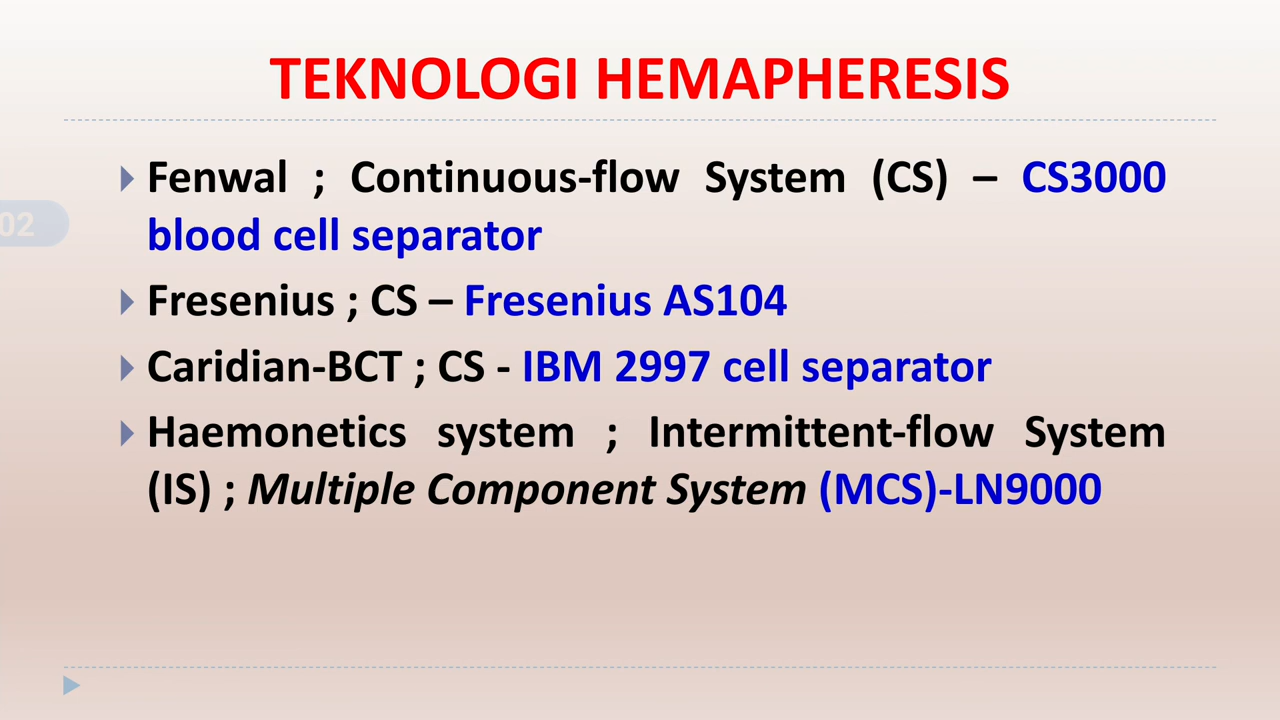 TEKNOLOGI HEMAPHERESIS
Fenwal ; Continuous-flow System (CS) – CS3000
02
blood cell separator
Fresenius ; CS – Fresenius AS104
Caridian-BCT ; CS - IBM 2997 cell separator
Haemonetics system ; Intermittent-flow System
(IS) ; Multiple Component System (MCS)-LN9000